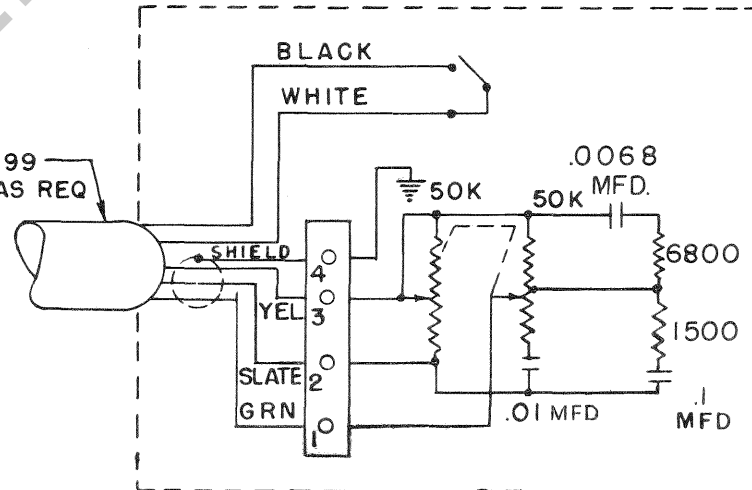 BLACK
WHITE
99
AS REQ
.0068
MFD.
50K
50K
SHIELD
4
6800
YEL
3
1500
SLATE
2
GRN
1
.01 MFD
.1
MFD